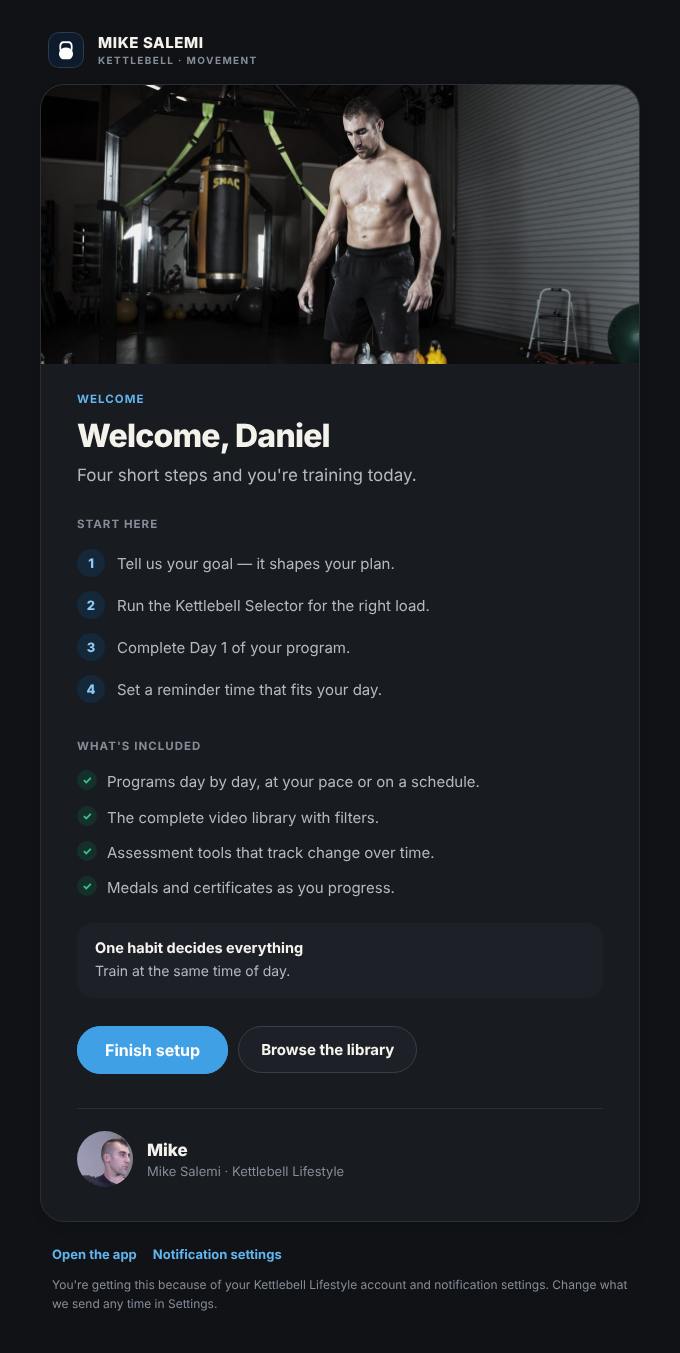 MIKE SALEMI
KETTLEBELL · MOVEMENT
SNAC
WELCOME
Welcome, Daniel
Four short steps and you're training today.
START HERE
1 Tell us your goal — it shapes your plan.
2 Run the Kettlebell Selector for the right load.
3 Complete Day 1 of your program.
4 Set a reminder time that fits your day.
WHAT'S INCLUDED
Programs day by day, at your pace or on a schedule.
The complete video library with filters.
Assessment tools that track change over time.
Medals and certificates as you progress.
One habit decides everything
Train at the same time of day.
Finish setup Browse the library
Mike
Mike Salemi · Kettlebell Lifestyle
Open the app Notification settings
You're getting this because of your Kettlebell Lifestyle account and notification settings. Change what
we send any time in Settings.